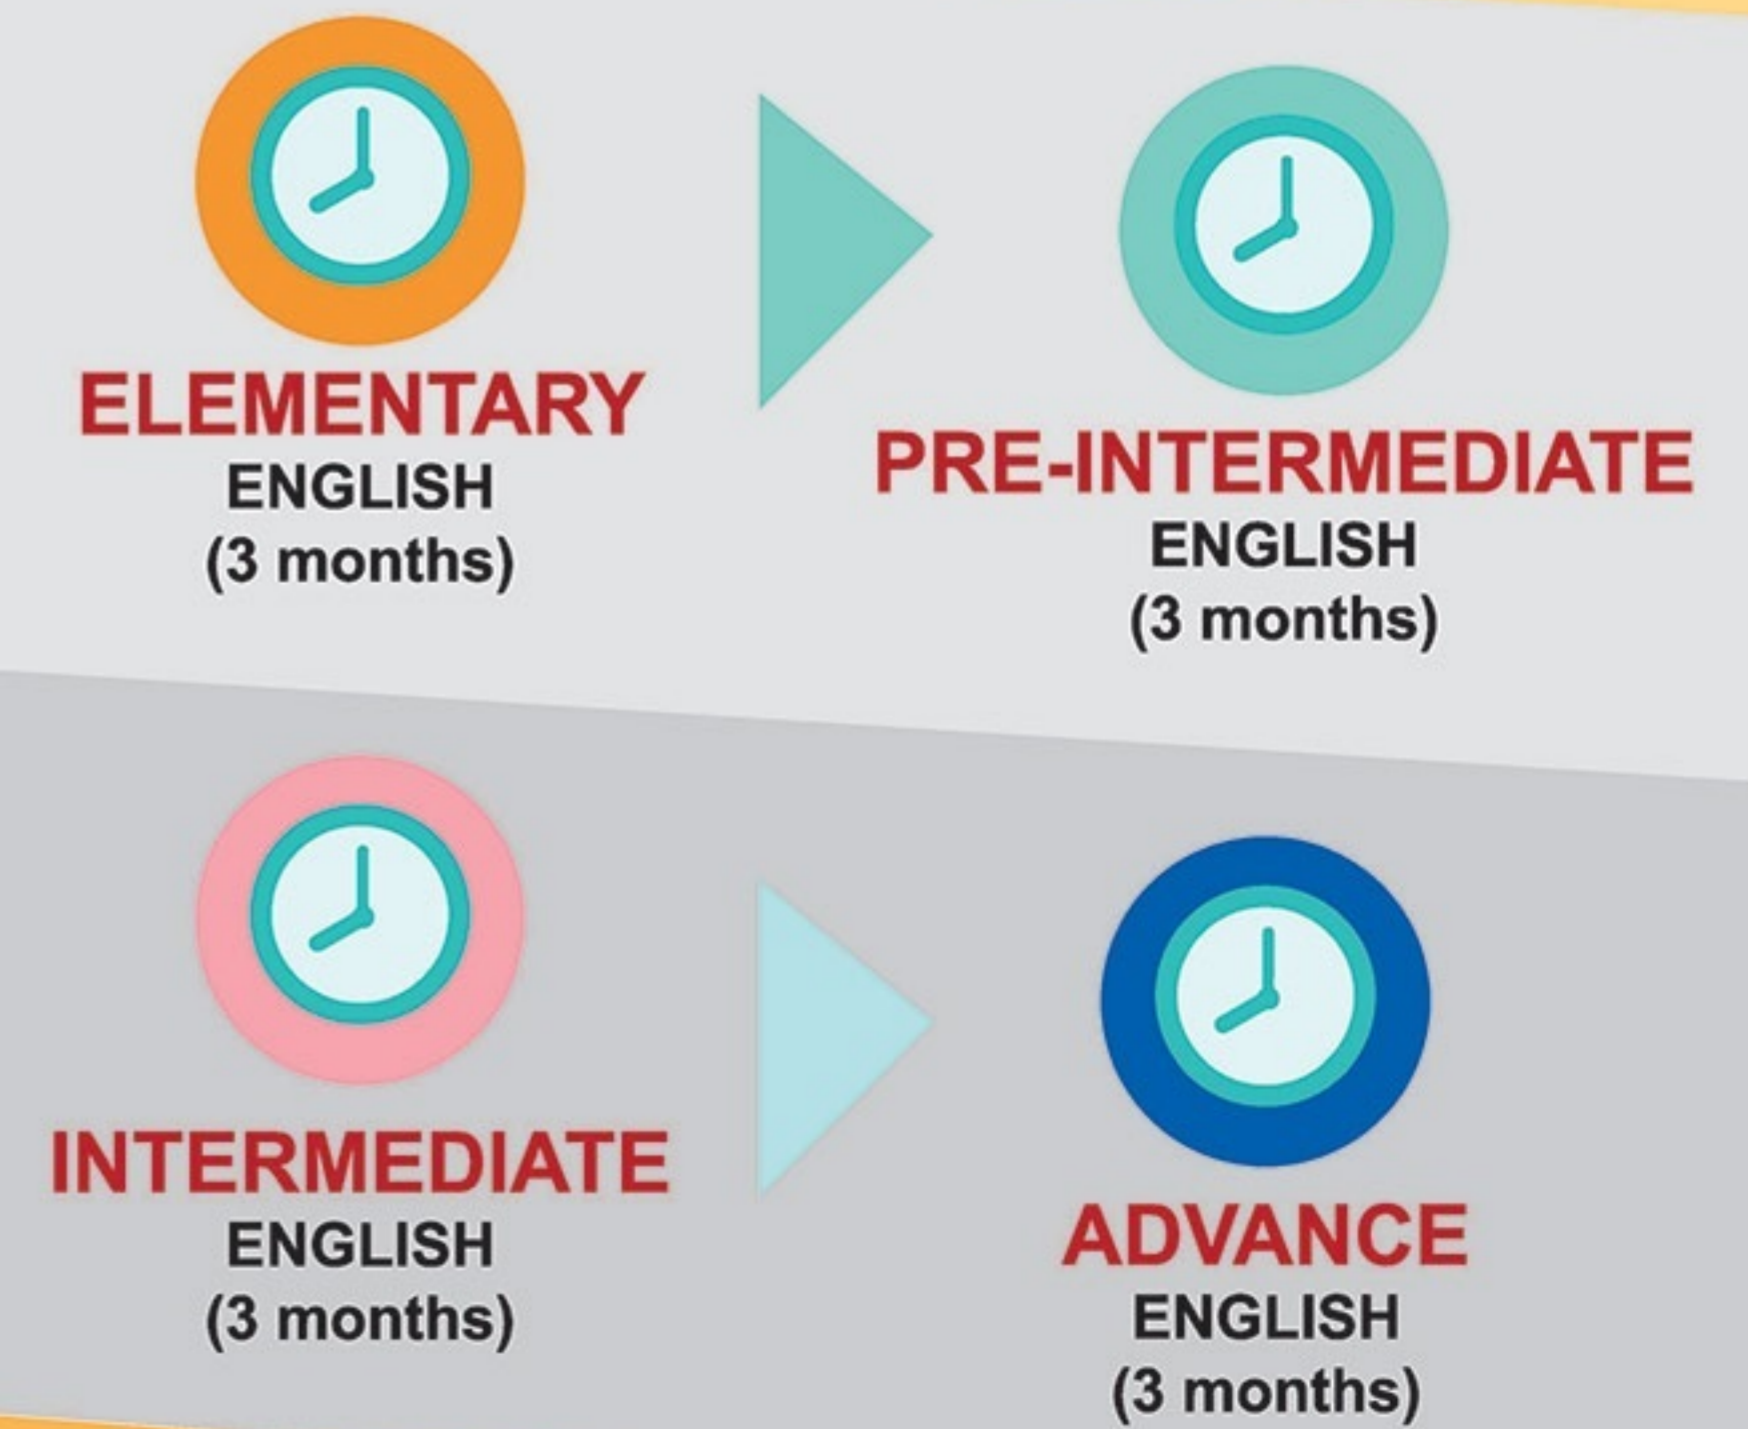 ELEMENTARY
ENGLISH
(3 months)
PRE-INTERMEDIATE
ENGLISH
(3 months)
INTERMEDIATE
ENGLISH
(3 months)
ADVANCE
ENGLISH
(3 months)